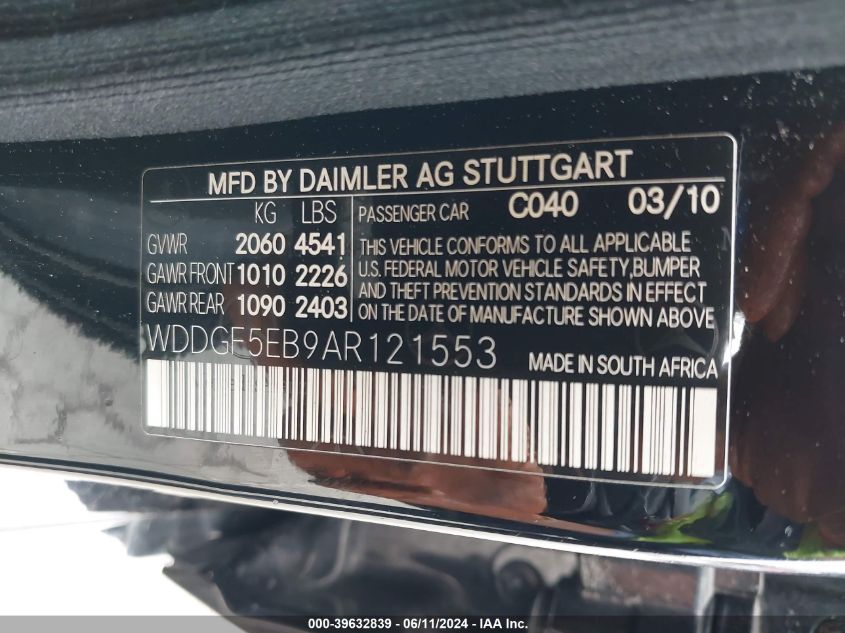 MFD BY DAIMLER AG STUTTGART
KG LBS
GVWR 2060 4541
GAWR FRONT 1010 2226
GAWR REAR 1090 2403
PASSENGER CAR C040 03/10
THIS VEHICLE CONFORMS TO ALL APPLICABLE
U.S. FEDERAL MOTOR VEHICLE SAFETY,BUMPER
AND THEFT PREVENTION STANDARDS IN EFFECT
ON THE DATE OF MANUFACTURE SHOWN ABOVE
WDDGF5EB9AR121553
MADE IN SOUTH AFRICA
000-39632839 - 06/11/2024 - IAA Inc.